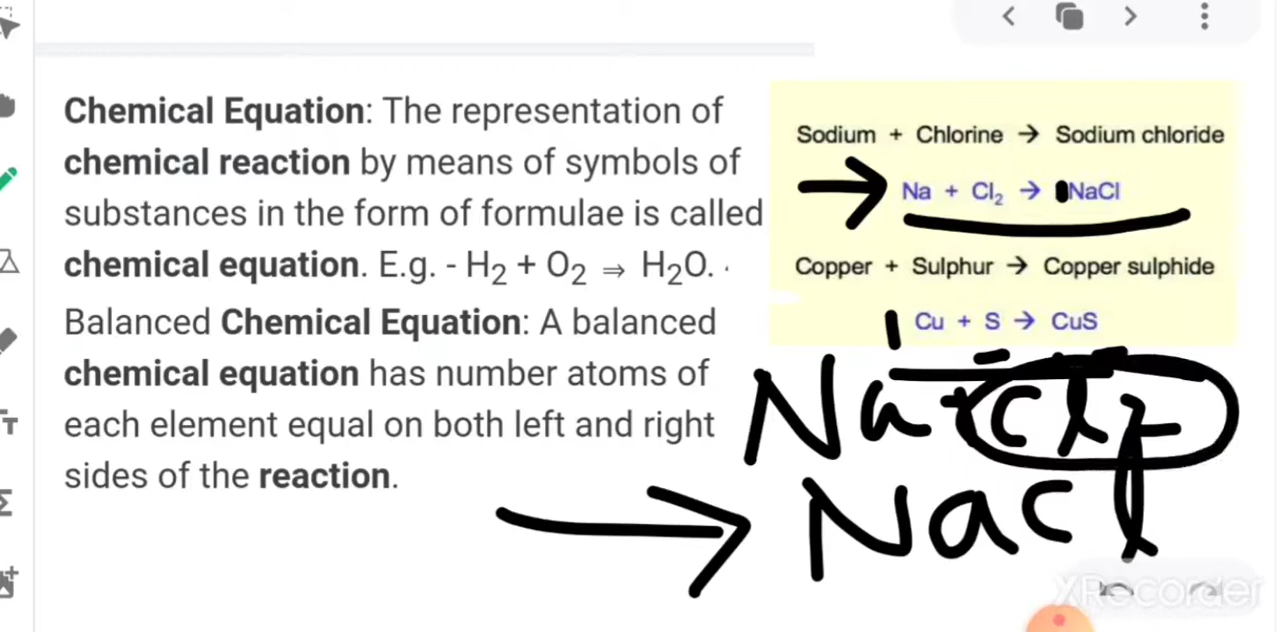 Chemical Equation: The representation of
chemical reaction by means of symbols of
substances in the form of formulae is called
chemical equation. E.g. - H₂ + O₂ ⇒ H₂O. ·
Balanced Chemical Equation: A balanced
chemical equation has number atoms of
each element equal on both left and right
sides of the reaction.
Sodium + Chlorine → Sodium chloride
Na + Cl₂ → NaCl
Copper + Sulphur → Copper sulphide
Cu + S → CuS
Na + Cl₂
→ NaCl
XRecorder